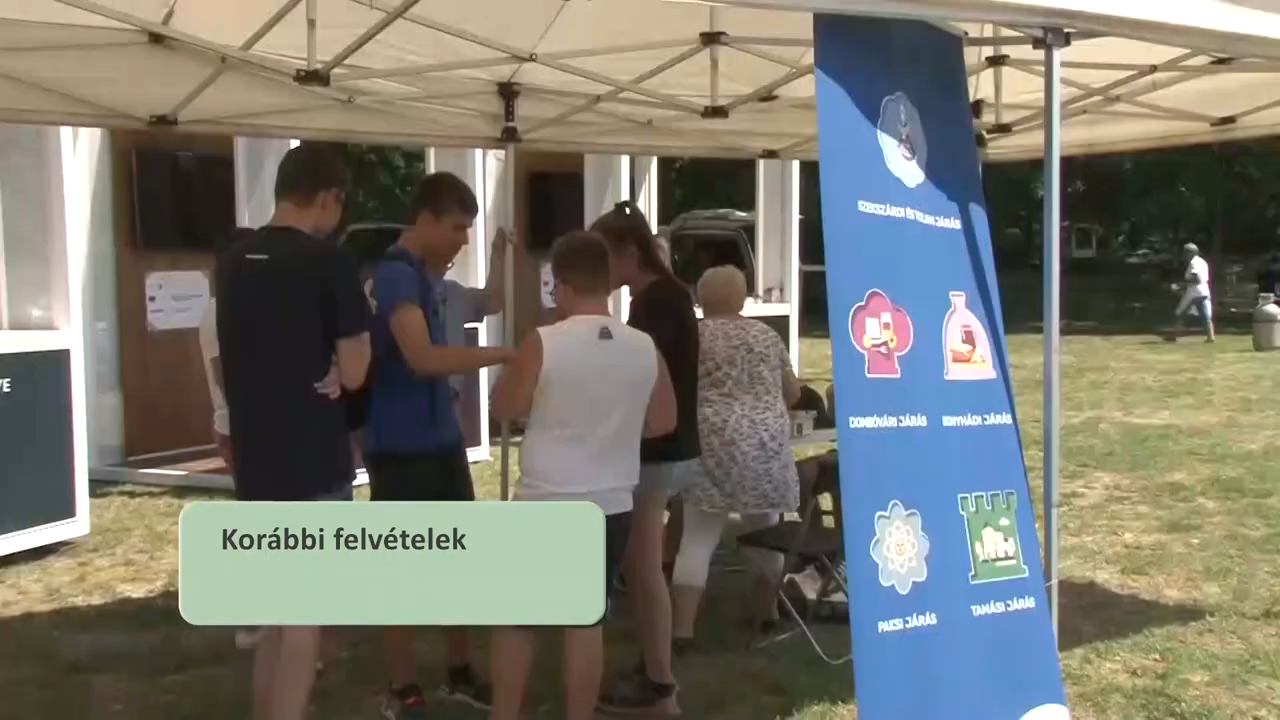 SZEKSZÁRDI ÉS TOLNAI JÁRÁS
DOMBÓVÁRI JÁRÁS
BONYHÁDI JÁRÁS
PAKSI JÁRÁS
TAMÁSI JÁRÁS
Korábbi felvételek